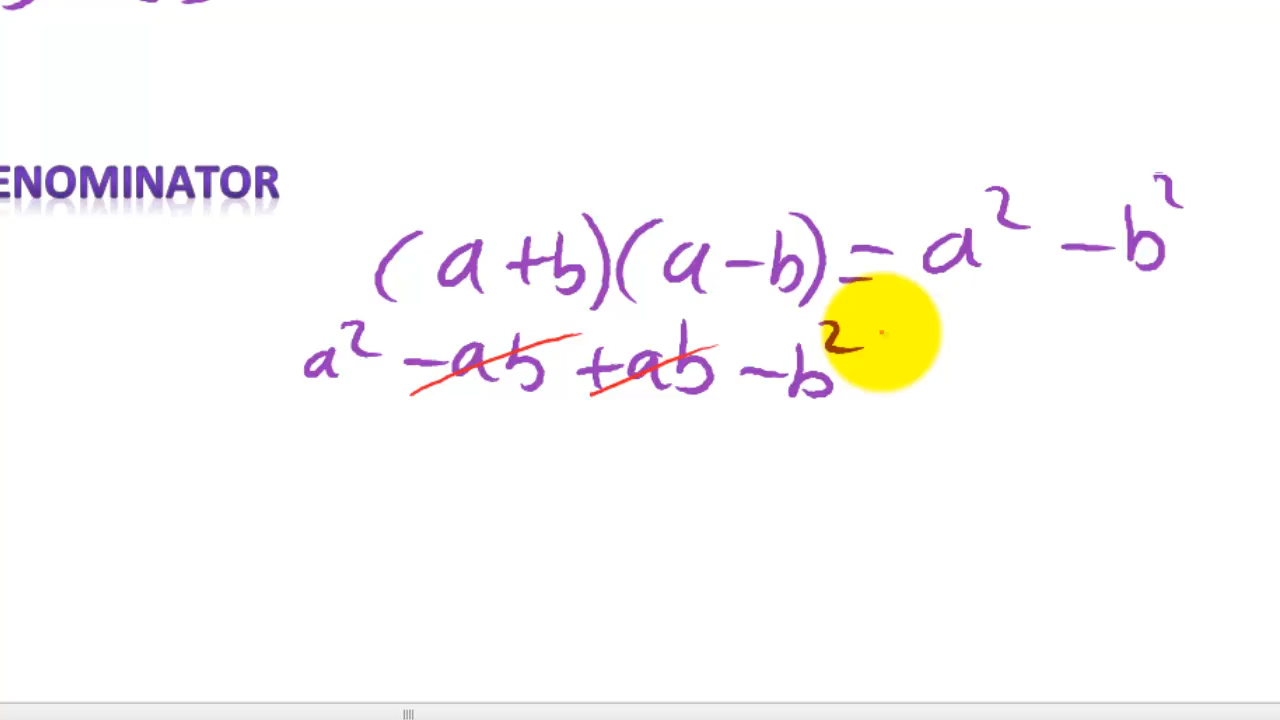 ENOMINATOR
(a+b)(a-b)=a² -b²
a² -ab +ab -b²